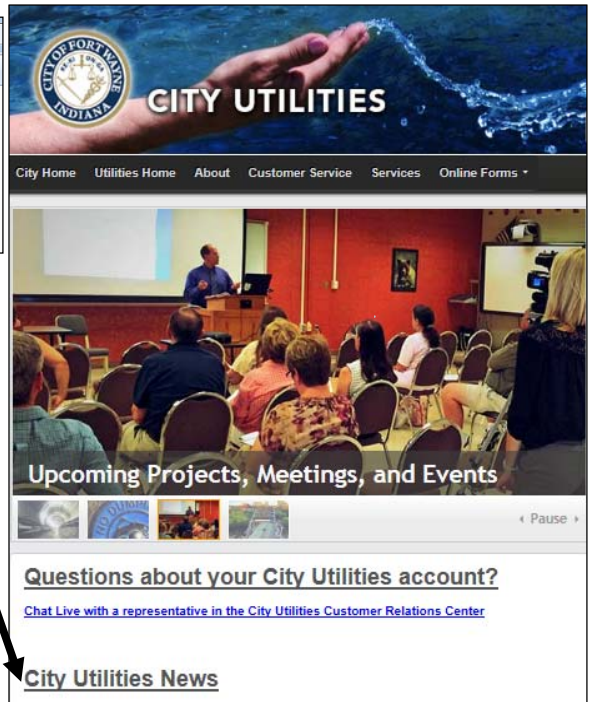 CITY OF FORT WAYNE
INDIANA
CITY UTILITIES
City Home Utilities Home About Customer Service Services Online Forms
Upcoming Projects, Meetings, and Events
Pause
Questions about your City Utilities account?
Chat Live with a representative in the City Utilities Customer Relations Center
City Utilities News